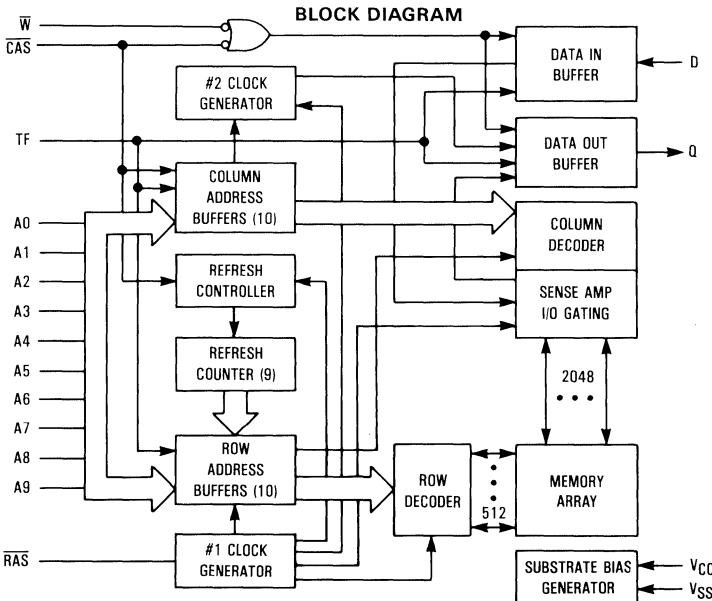 BLOCK DIAGRAM
W
CAS
#2 CLOCK
GENERATOR
DATA IN
BUFFER
D
TF
DATA OUT
BUFFER
Q
COLUMN
ADDRESS
BUFFERS (10)
COLUMN
DECODER
A0
A1
A2
A3
A4
A5
A6
A7
A8
A9
REFRESH
CONTROLLER
SENSE AMP
I/O GATING
REFRESH
COUNTER (9)
2048
• • •
ROW
ADDRESS
BUFFERS (10)
ROW
DECODER
512
MEMORY
ARRAY
RAS
#1 CLOCK
GENERATOR
SUBSTRATE BIAS
GENERATOR
VCC
VSS